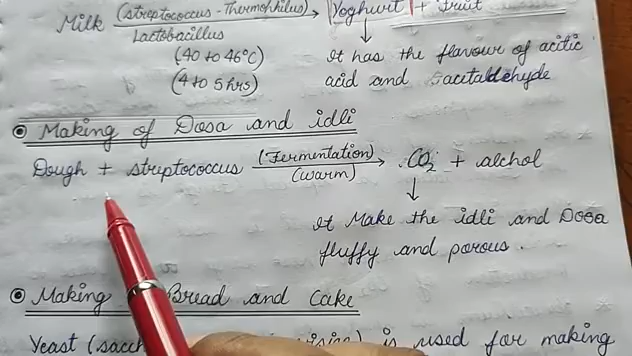 Milk (streptococcus - Thermophilus) → Yoghurt + Fruit
Lactobacillus
(40 to 46°C)
(4 to 5 hrs)
It has the flavour of acitic
acid and acetaldehyde
Making of Dosa and idli
Dough + streptococcus (Fermentation) → CO2 + alchol
(warm)
It Make the idli and Dosa
fluffy and porous.
Making Bread and Cake
Yeast is used for making